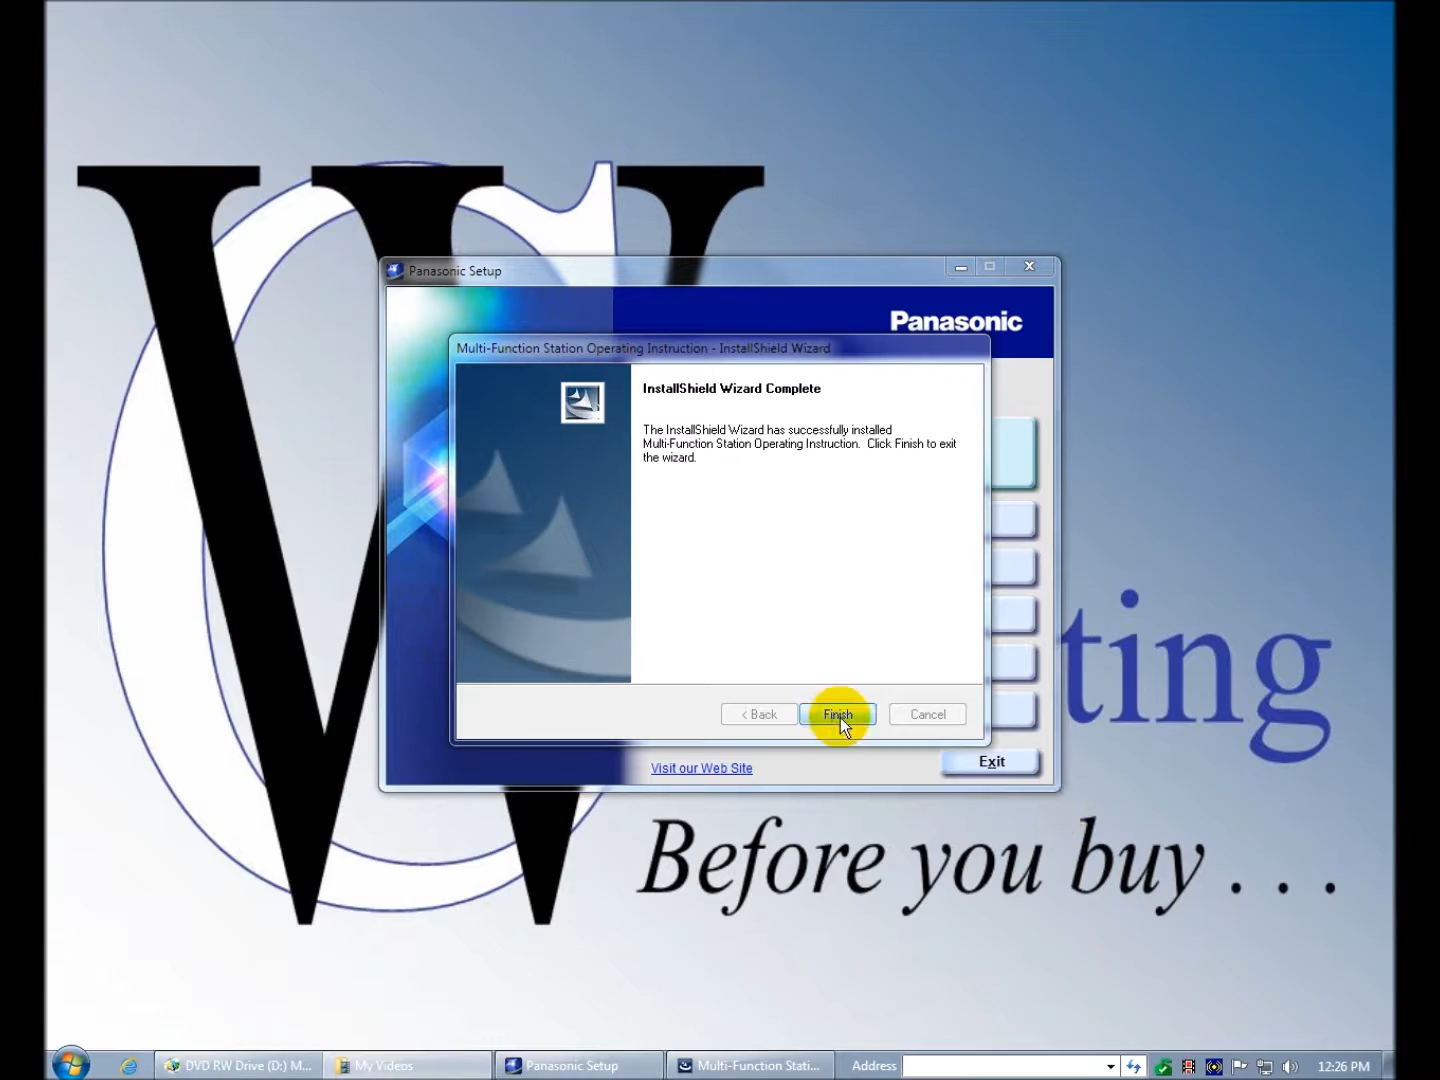 W
ting
Before you buy . . .
Panasonic Setup
Panasonic
Multi-Function Station Operating Instruction - InstallShield Wizard
InstallShield Wizard Complete
The InstallShield Wizard has successfully installed
Multi-Function Station Operating Instruction. Click Finish to exit
the wizard.
< Back
Finish
Cancel
Visit our Web Site
Exit
DVD RW Drive (D:) M...
My Videos
Panasonic Setup
Multi-Function Stati...
Address
12:26 PM